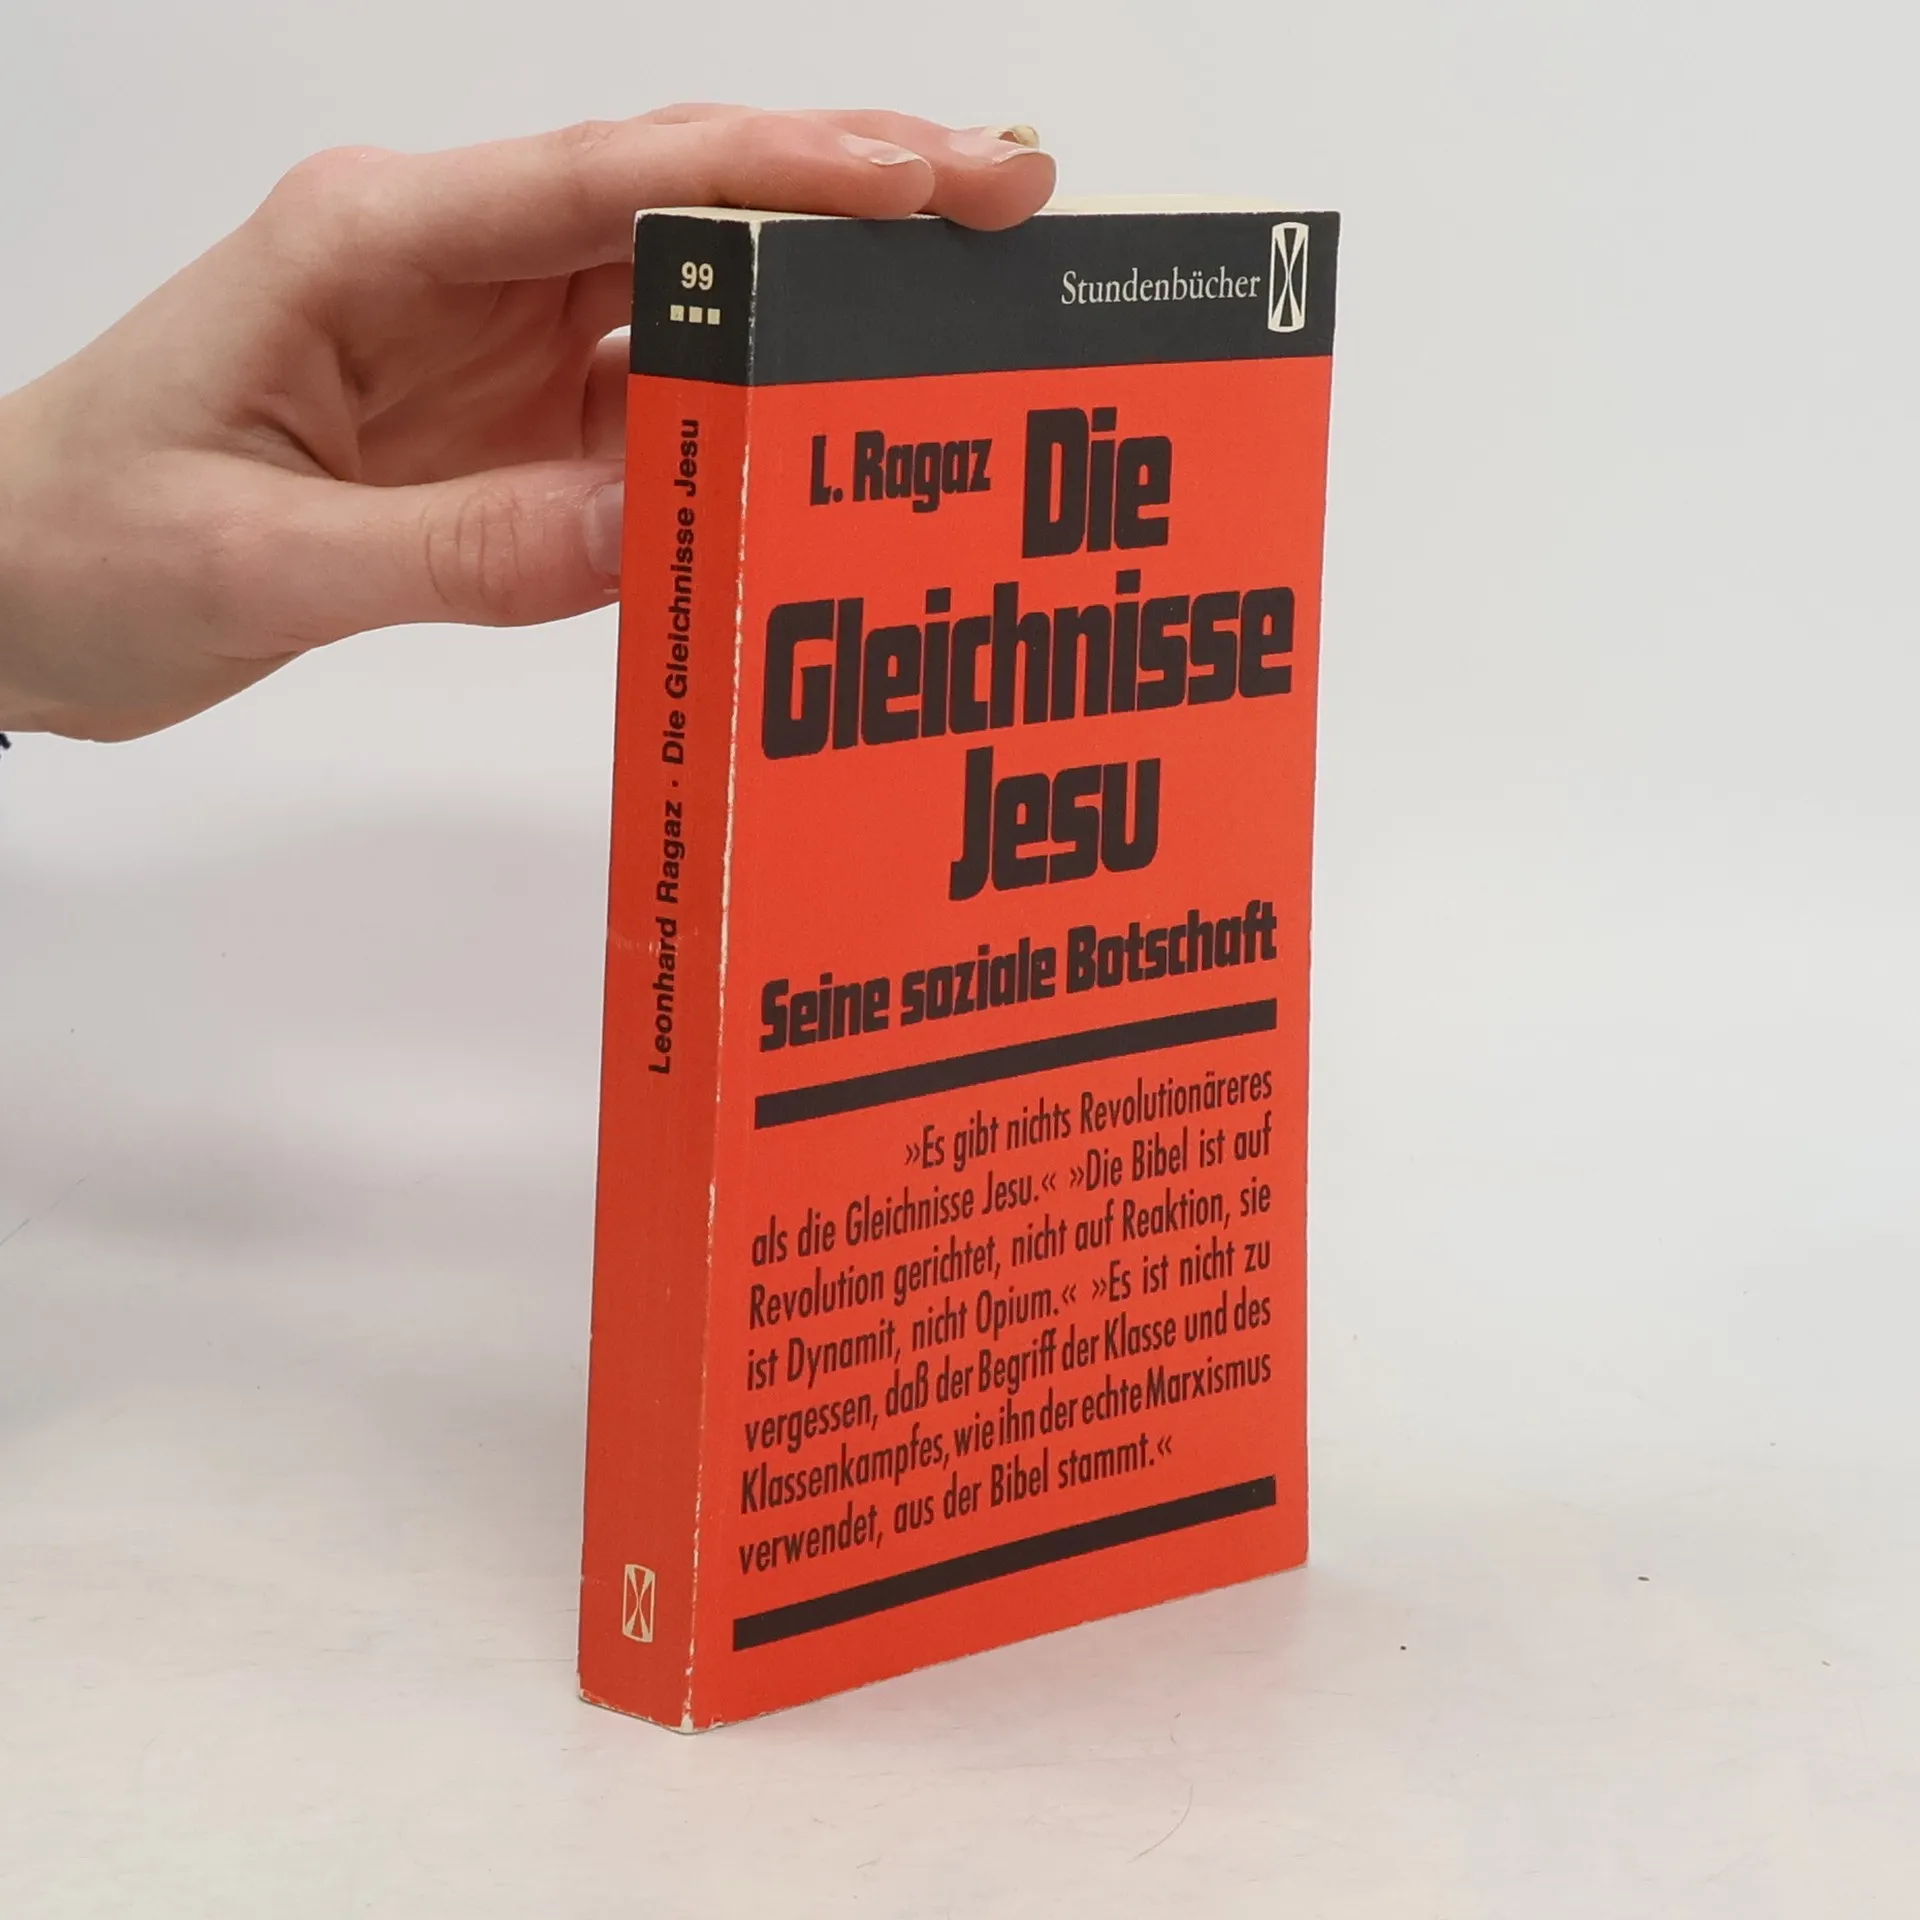 99
Leonhard Ragaz · Die Gleichnisse Jesu
Stundenbücher
L. Ragaz Die
Gleichnisse
Jesu
Seine soziale Botschaft
»Es gibt nichts Revolutionäreres
als die Gleichnisse Jesu.« »Die Bibel ist auf
Revolution gerichtet, nicht auf Reaktion, sie
ist Dynamit, nicht Opium.« »Es ist nicht zu
vergessen, daß der Begriff der Klasse und des
Klassenkampfes, wie ihn der echte Marxismus
verwendet, aus der Bibel stammt.«